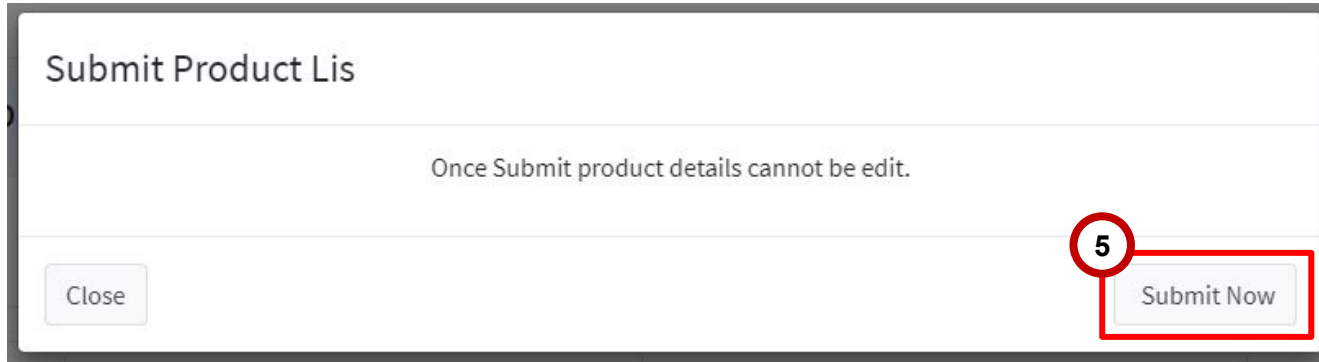 Submit Product Lis
Once Submit product details cannot be edit.
5
Close
Submit Now